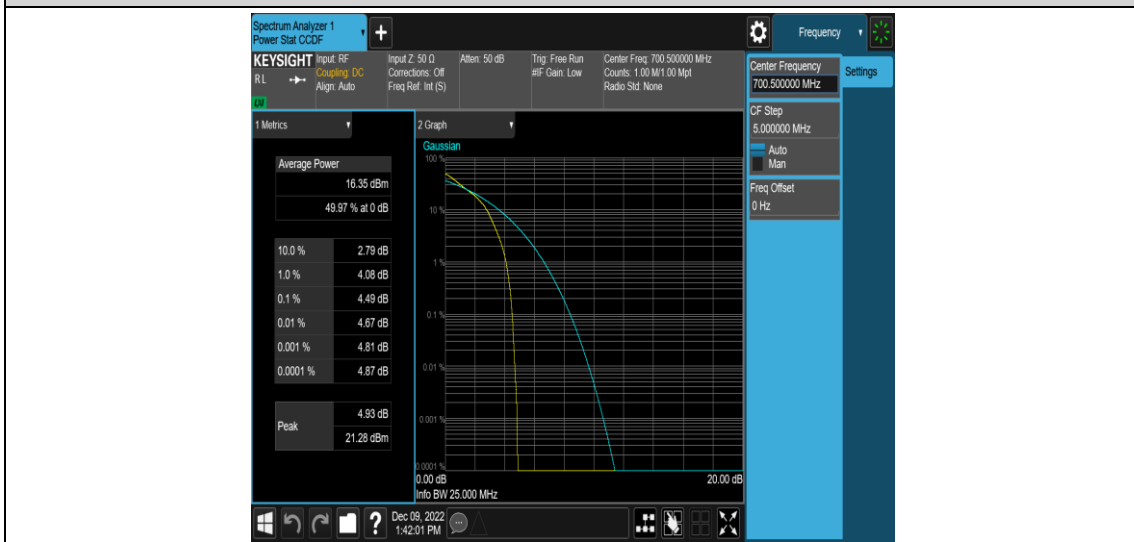 Spectrum Analyzer 1
Power Stat CCDF
+
Frequency
KEYSIGHT
RL
Input: RF
Coupling: DC
Align: Auto
Input Z: 50 Ω
Corrections: Off
Freq Ref: Int (S)
Atten: 50 dB
Trig: Free Run
#IF Gain: Low
Center Freq: 700.500000 MHz
Counts: 1.00 M/1.00 Mpt
Radio Std: None
Center Frequency
700.500000 MHz
Settings
CF Step
5.000000 MHz
Auto
Man
Freq Offset
0 Hz
1 Metrics
Average Power
16.35 dBm
49.97 % at 0 dB
10.0 % 2.79 dB
1.0 % 4.08 dB
0.1 % 4.49 dB
0.01 % 4.67 dB
0.001 % 4.81 dB
0.0001 % 4.87 dB
Peak
4.93 dB
21.28 dBm
2 Graph
Gaussian
100 %
10 %
1 %
0.1 %
0.01 %
0.001 %
0.0001 %
0.00 dB 20.00 dB
Info BW 25.000 MHz
?
Dec 09, 2022
1:42:01 PM